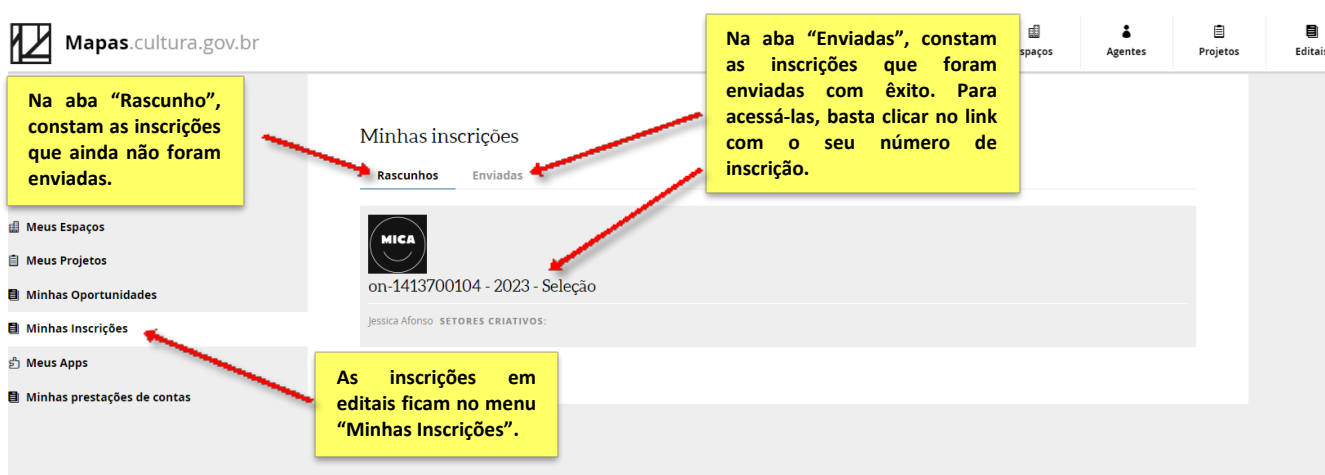 Mapas.cultura.gov.br
Espaços
Agentes
Projetos
Editais
Na aba “Rascunho”,
constam as inscrições
que ainda não foram
enviadas.
Na aba “Enviadas”, constam
as inscrições que foram
enviadas com êxito. Para
acessá-las, basta clicar no link
com o seu número de
inscrição.
Minhas inscrições
Rascunhos
Enviadas
MICA
on-1413700104 - 2023 - Seleção
Jessica Afonso SETORES CRIATIVOS:
Meus Espaços
Meus Projetos
Minhas Oportunidades
Minhas Inscrições
Meus Apps
Minhas prestações de contas
As inscrições em
editais ficam no menu
“Minhas Inscrições”.